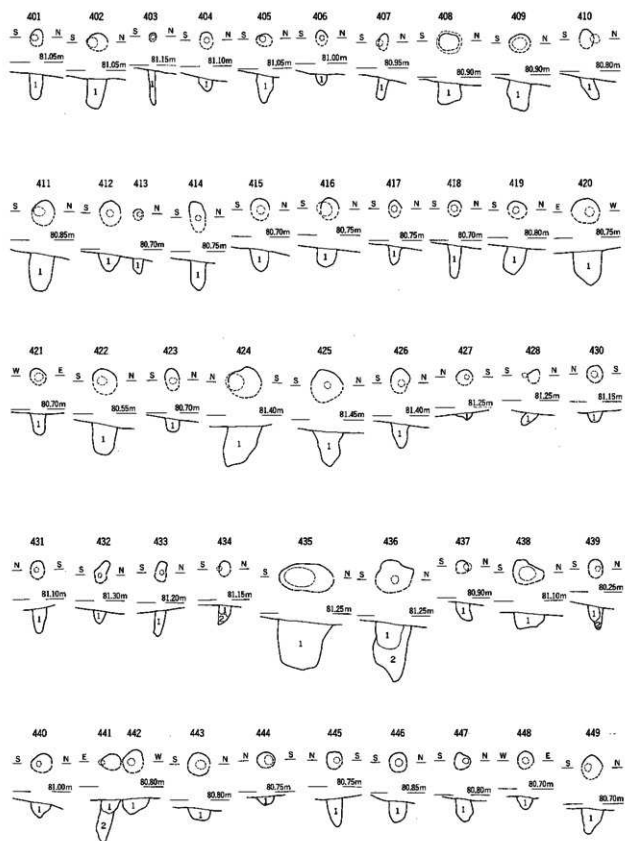 401 402 403 404 405 406 407 408 409 410
S N S N S N S N S N S N S N S N S N S N
81.05m 81.05m 81.15m 81.10m 81.05m 81.00m 80.95m 80.90m 80.90m 80.80m
1 1 1 1 1 1 1 1 1 1
411 412 413 414 415 416 417 418 419 420
S N S N S N S N S N S N S N S N E W
80.85m 80.70m 80.75m 80.70m 80.75m 80.75m 80.70m 80.80m 80.75m
1 1 1 1 1 1 1 1 1 1
421 422 423 424 425 426 427 428 430
W E S N S N N S S N S N N S S N N S
80.70m 80.55m 80.70m 81.40m 81.45m 81.40m 81.25m 81.25m 81.15m
1 1 1 1 1 1 1 1
431 432 433 434 435 436 437 438 439
N S S N S N S N S N S N S N S N N S
81.10m 81.30m 81.20m 81.15m 81.25m 81.25m 80.90m 81.10m 80.25m
1 1 1 1 1 1 1 1 1
2 2
440 441 442 443 444 445 446 447 448 449
S N E W S N N S N S S N S N W E S N
81.00m 80.80m 80.80m 80.75m 80.75m 80.85m 80.80m 80.70m 80.70m
1 1 1 1 1 1 1 1 1 1
2